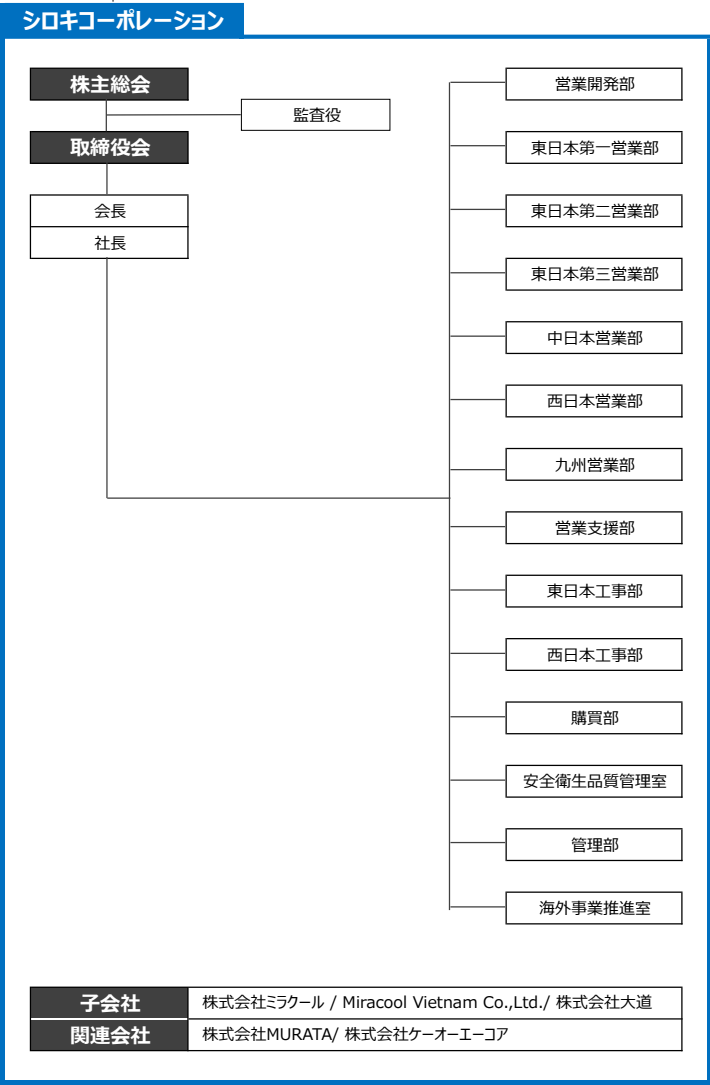 シロキコーポレーション
株主総会
監査役
取締役会
会長
社長
営業開発部
東日本第一営業部
東日本第二営業部
東日本第三営業部
中日本営業部
西日本営業部
九州営業部
営業支援部
東日本工事部
西日本工事部
購買部
安全衛生品質管理室
管理部
海外事業推進室
子会社 株式会社ミラクール / Miracool Vietnam Co.,Ltd./ 株式会社大道
関連会社 株式会社MURATA/ 株式会社ケーオーエーコア